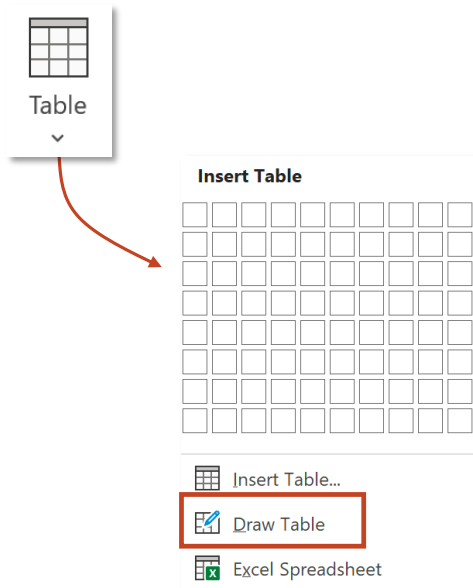 Table
Insert Table
Insert Table...
Draw Table
X
Excel Spreadsheet